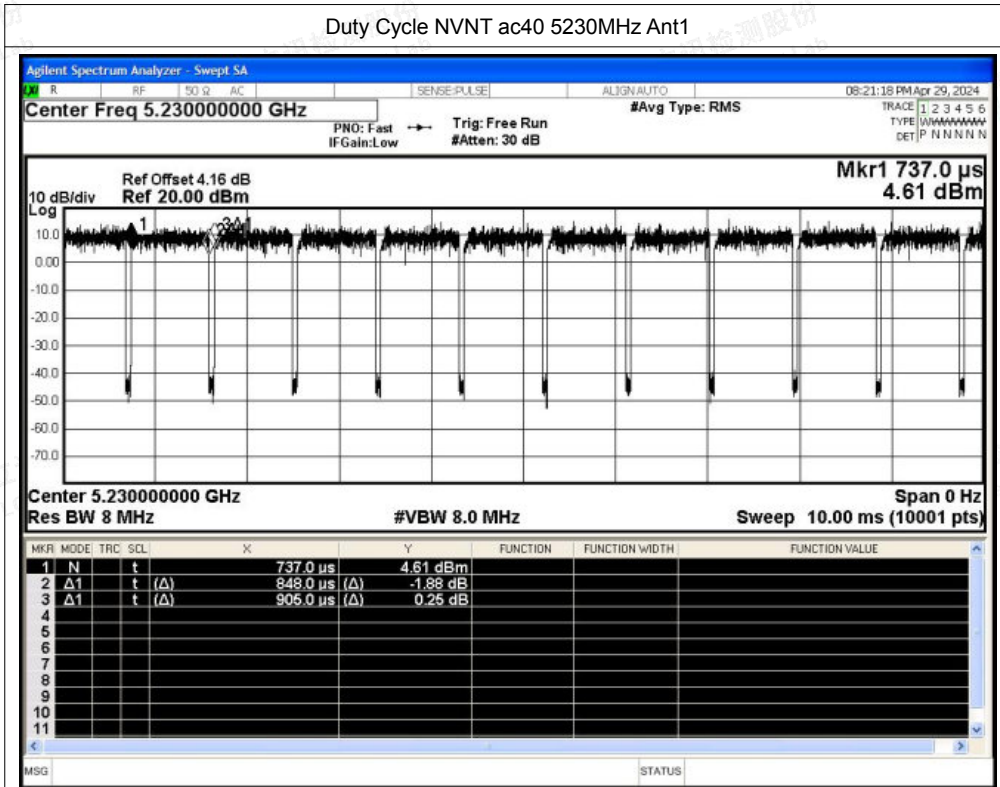 Duty Cycle NVNT ac40 5230MHz Ant1
Agilent Spectrum Analyzer - Swept SA
R RF 50 Ω AC SENSE:PULSE ALIGNAUTO 08:21:18 PM Apr 29, 2024
Center Freq 5.230000000 GHz #Avg Type: RMS TRACE 1 2 3 4 5 6
PNO: Fast Trig: Free Run TYPE
IFGain:Low #Atten: 30 dB DET P N N N N N
Mkr1 737.0 µs
4.61 dBm
Ref Offset 4.16 dB
10 dB/div Ref 20.00 dBm
Log
1
10.0
0.00
-10.0
-20.0
-30.0
-40.0
-50.0
-60.0
-70.0
Center 5.230000000 GHz Span 0 Hz
Res BW 8 MHz #VBW 8.0 MHz Sweep 10.00 ms (10001 pts)
MKR MODE TRC SCL X Y FUNCTION FUNCTION WIDTH FUNCTION VALUE
1 N t 737.0 µs 4.61 dBm
2 Δ1 t (Δ) 848.0 µs (Δ) -1.88 dB
3 Δ1 t (Δ) 905.0 µs (Δ) 0.25 dB
4
5
6
7
8
9
10
11
MSG STATUS